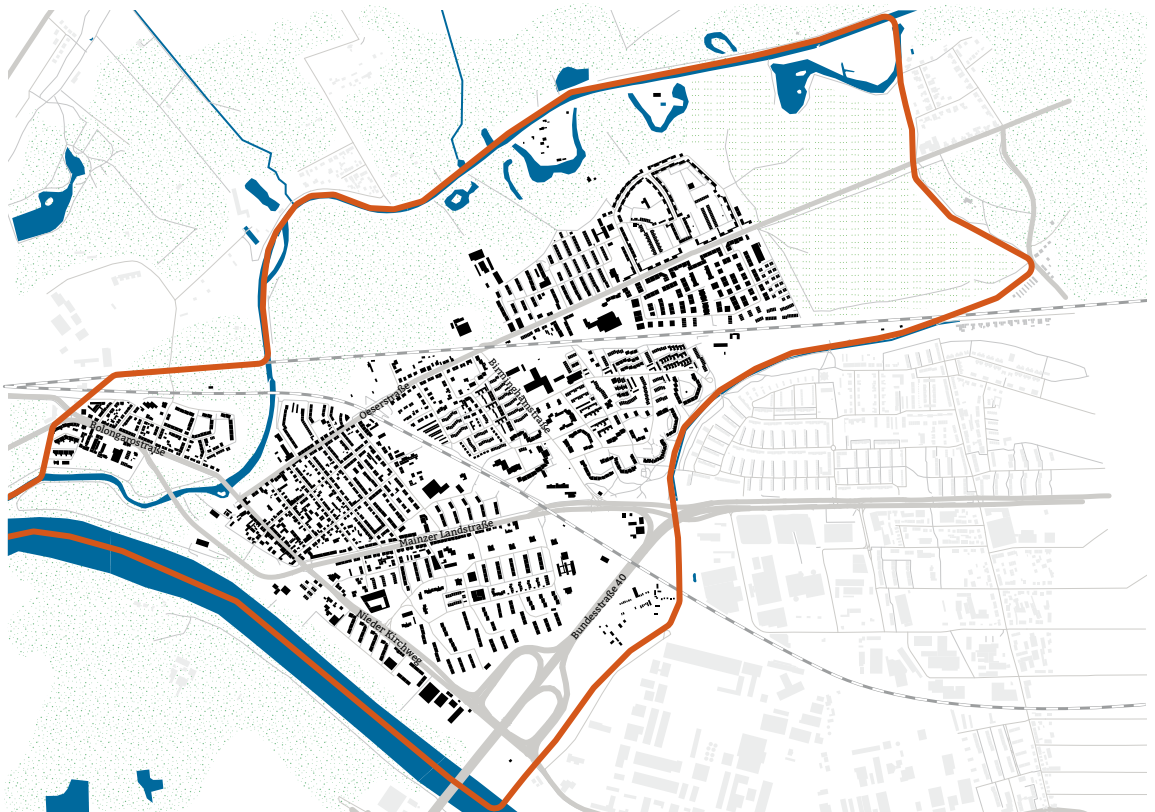 Oeserstraße
Birminghamstraße
Bolongarostraße
Mainzer Landstraße
Bundesstraße 40
Nieder Kirchweg